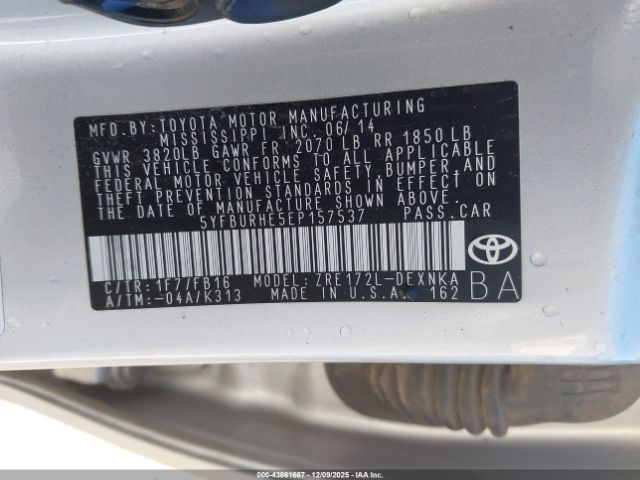 MFD. BY: TOYOTA MOTOR MANUFACTURING
MISSISSIPPI INC. 06/14
GVWR 3820LB GAWR FR 2070 LB RR 1850 LB
THIS VEHICLE CONFORMS TO ALL APPLICABLE
FEDERAL MOTOR VEHICLE SAFETY, BUMPER, AND
THEFT PREVENTION STANDARDS IN EFFECT ON
THE DATE OF MANUFACTURE SHOWN ABOVE.
5YFBURHE5EP157537 PASS.CAR
C/TR: 1F7/FB16 MODEL: ZRE172L-DEXNKA
A/TM: -04A/K313 MADE IN U.S.A. 162
BA
© IAA 000-43861667 12/09/2025 - IAAI.COM